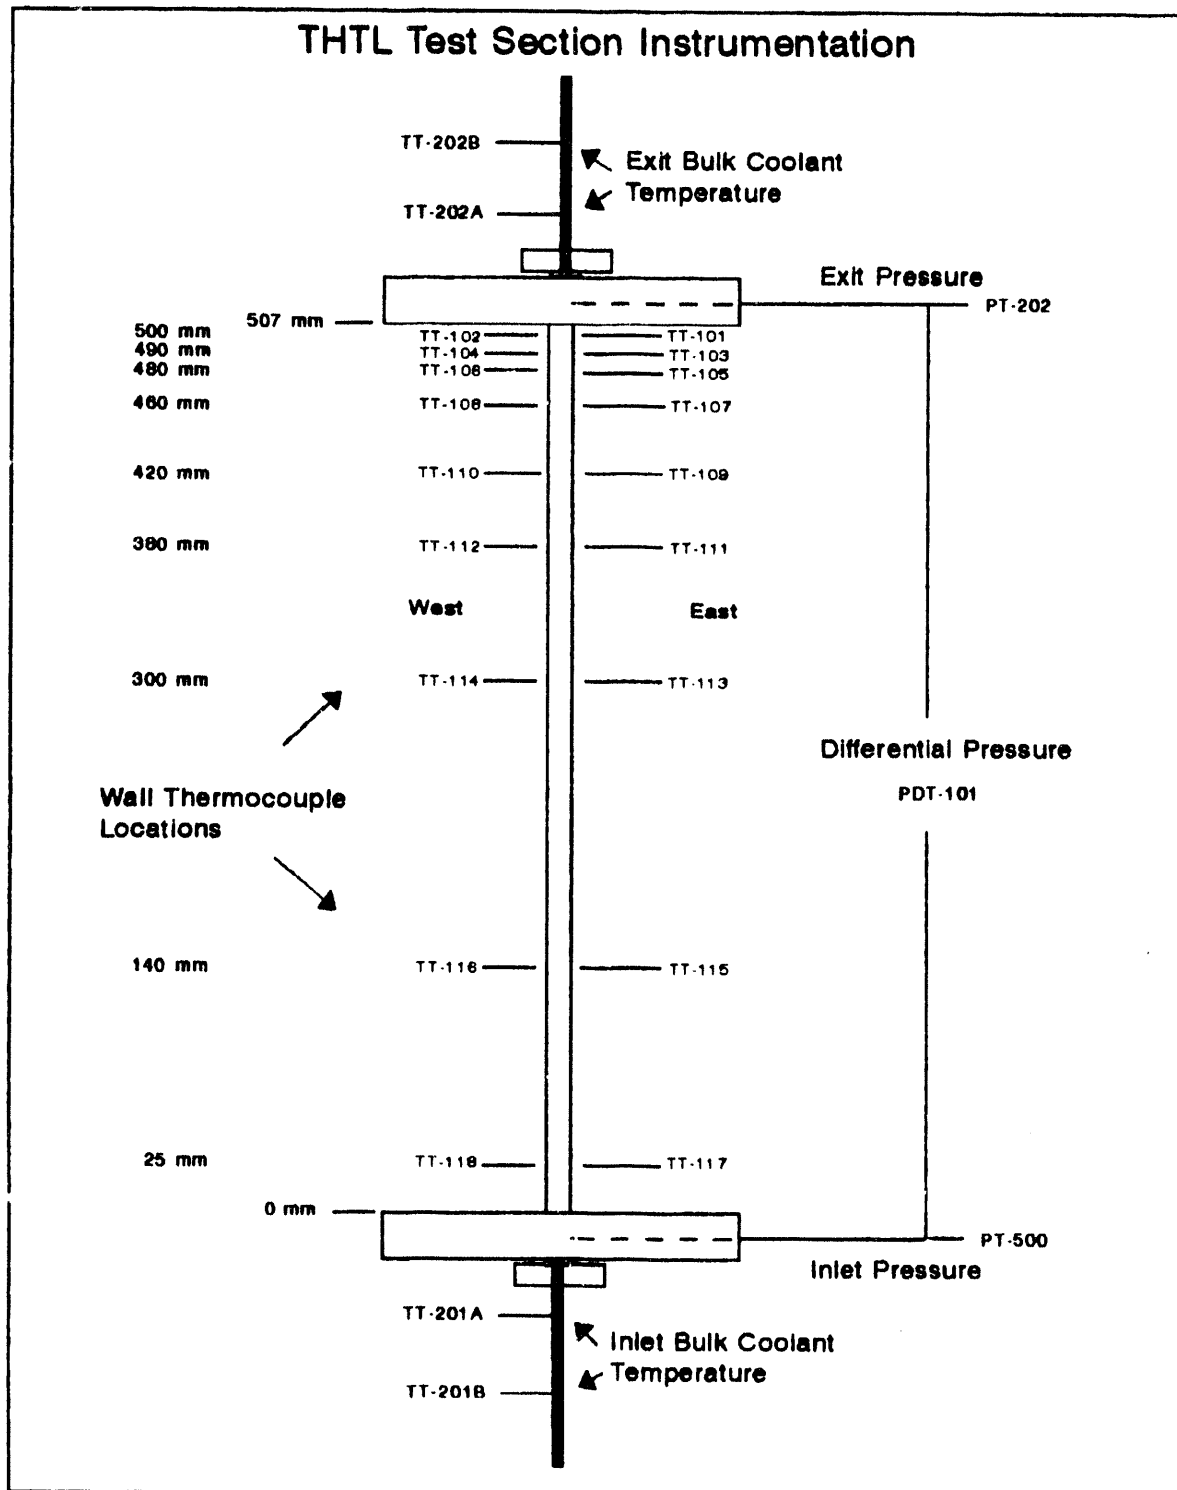 THTL Test Section Instrumentation
TT-202B
Exit Bulk Coolant
Temperature
TT-202A
Exit Pressure
PT-202
507 mm
500 mm
TT-102
TT-101
490 mm
TT-104
TT-103
480 mm
TT-106
TT-105
460 mm
TT-108
TT-107
420 mm
TT-110
TT-109
380 mm
TT-112
TT-111
West
East
300 mm
TT-114
TT-113
Differential Pressure
PDT-101
Wall Thermocouple
Locations
140 mm
TT-116
TT-115
25 mm
TT-118
TT-117
0 mm
PT-500
Inlet Pressure
TT-201A
Inlet Bulk Coolant
Temperature
TT-201B